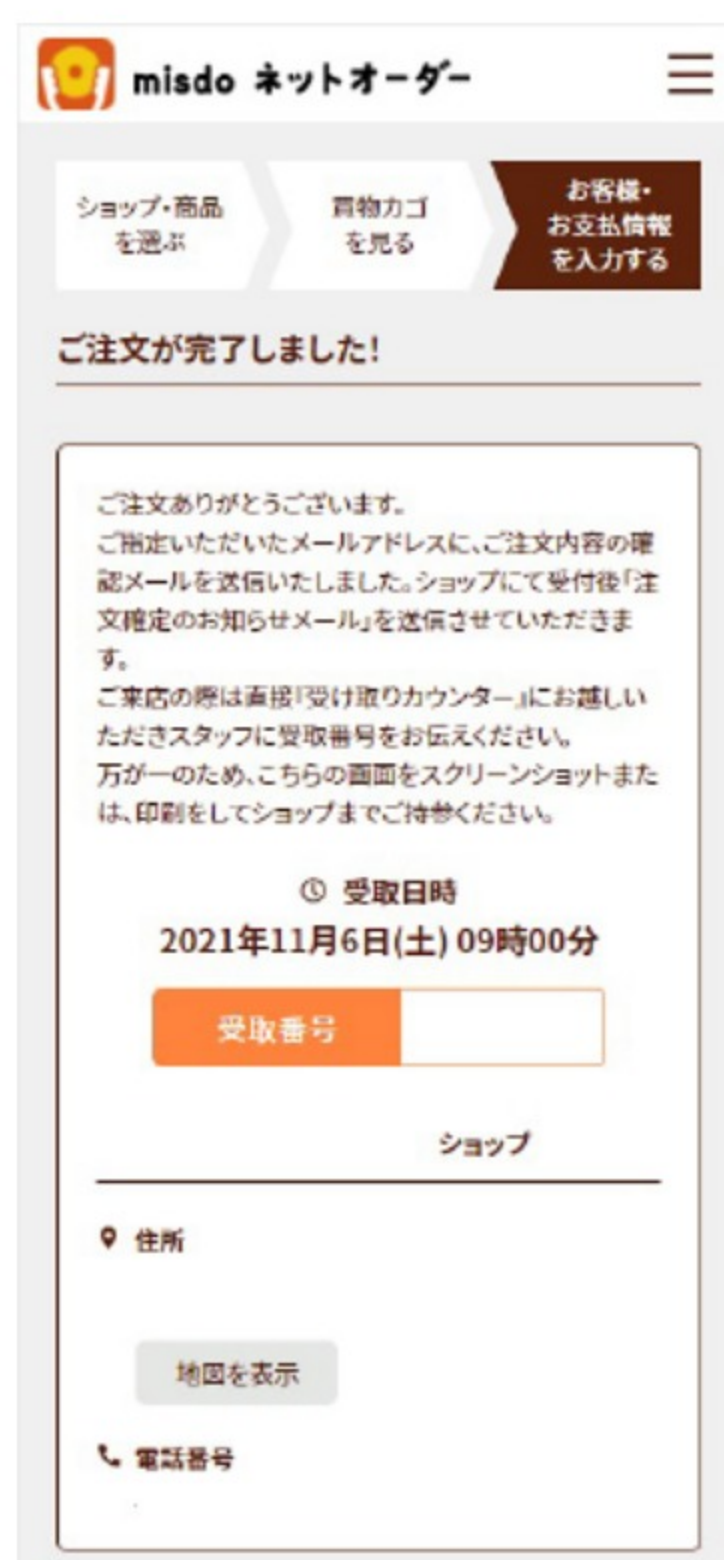 misdo ネットオーダー
ショップ・商品
を選ぶ
買物カゴ
を見る
お客様・
お支払情報
を入力する
ご注文が完了しました!
ご注文ありがとうございます。
ご指定いただいたメールアドレスに、ご注文内容の確
認メールを送信いたしました。ショップにて受付後「注
文確定のお知らせメール」を送信させていただきま
す。
ご来店の際は直接『受け取りカウンター』にお越しい
ただきスタッフに受取番号をお伝えください。
万が一のため、こちらの画面をスクリーンショットまた
は、印刷をしてショップまでご持参ください。
受取日時
2021年11月6日(土) 09時00分
受取番号
ショップ
住所
地図を表示
電話番号